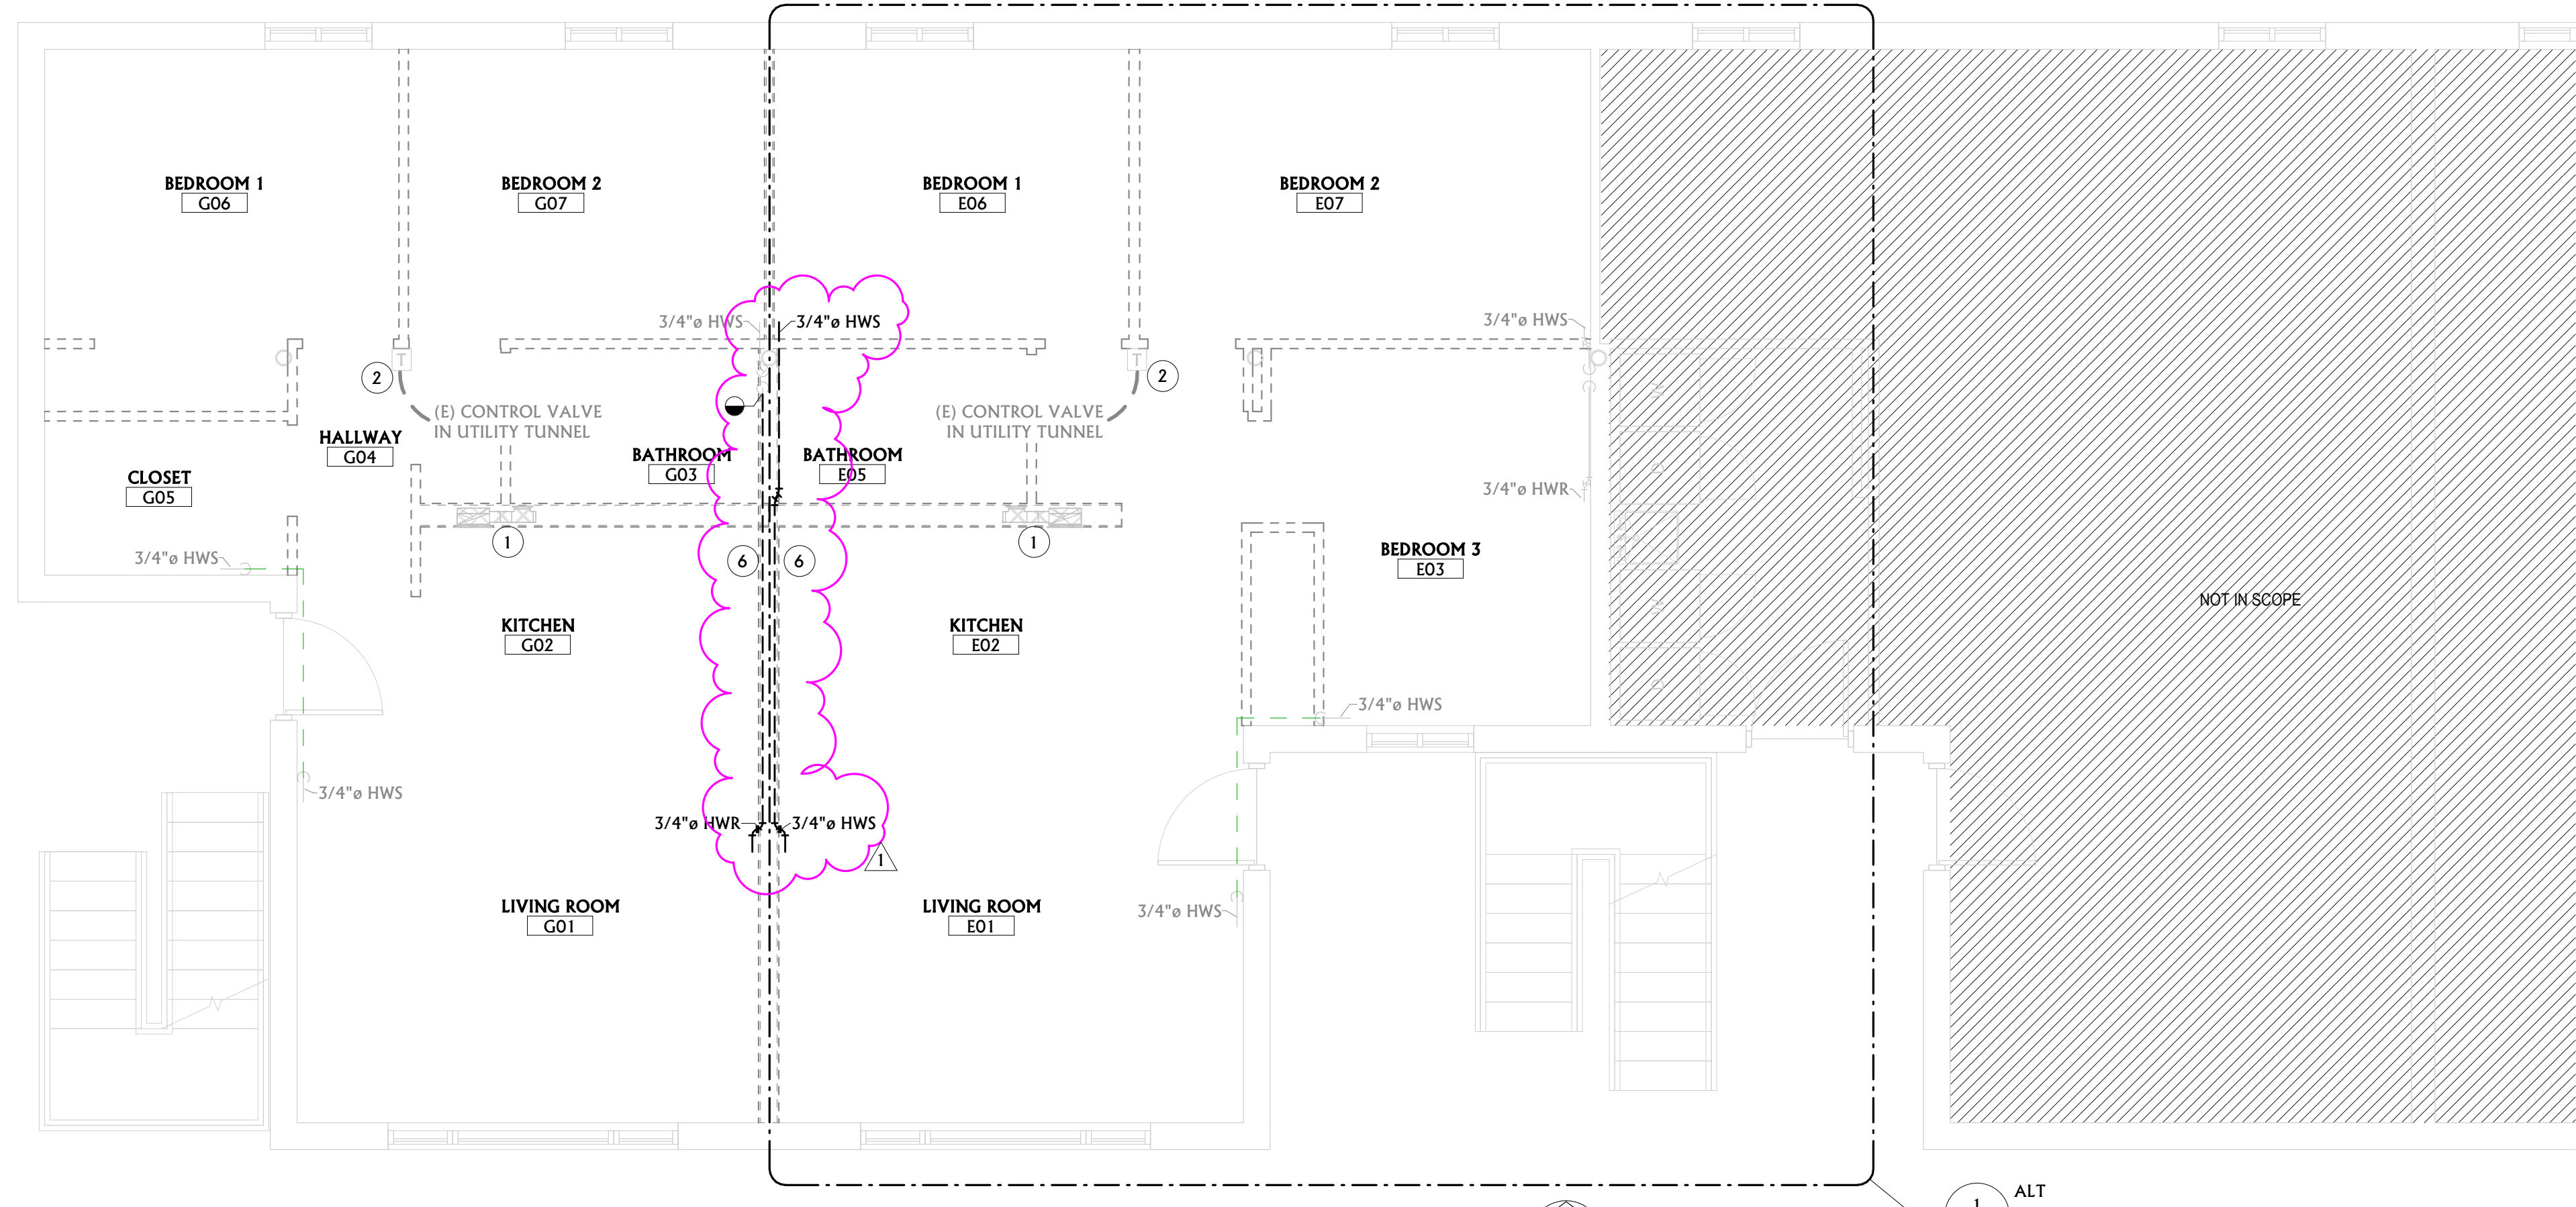 BEDROOM 1
G06
BEDROOM 2
G07
BEDROOM 1
E06
BEDROOM 2
E07
3/4"ø HWS
3/4"ø HWS
3/4"ø HWS
T
T
2
2
(E) CONTROL VALVE
IN UTILITY TUNNEL
(E) CONTROL VALVE
IN UTILITY TUNNEL
HALLWAY
G04
BATHROOM
G03
BATHROOM
E05
CLOSET
G05
3/4"ø HWR
W
D
W
D
1
1
3/4"ø HWS
6
6
BEDROOM 3
E03
NOT IN SCOPE
KITCHEN
G02
KITCHEN
E02
3/4"ø HWS
3/4"ø HWS
3/4"ø HWR
3/4"ø HWS
1
LIVING ROOM
G01
LIVING ROOM
E01
3/4"ø HWS
1
ALT